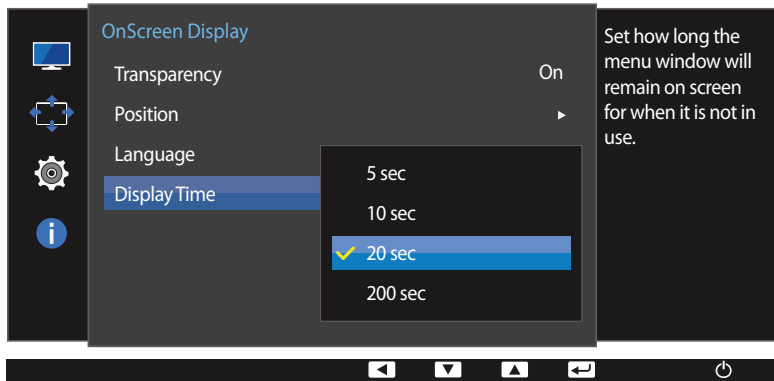 OnScreen Display
Transparency On
Position
Language
Display Time
5 sec
10 sec
20 sec
200 sec
Set how long the
menu window will
remain on screen
for when it is not in
use.